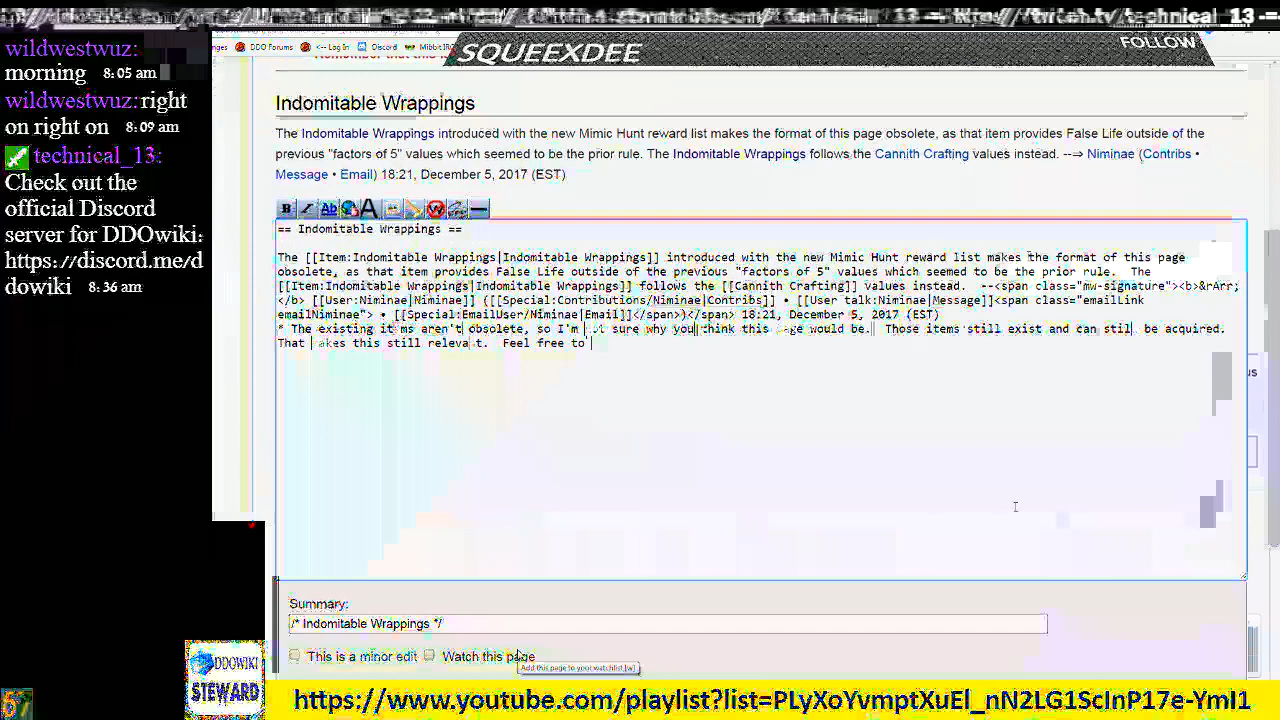 wildwestwuz:
morning 8:05 am
wildwestwuz: right
on right on 8:09 am
technical_13:
Check out the
official Discord
server for DDOwiki:
https://discord.me/d
dowiki 8:36 am
DDO Forums <-- Log In Discord Mibbit IRC
SQUEEXDEE
FOLLOW
Indomitable Wrappings
The Indomitable Wrappings introduced with the new Mimic Hunt reward list makes the format of this page obsolete, as that item provides False Life outside of the
previous "factors of 5" values which seemed to be the prior rule. The Indomitable Wrappings follows the Cannith Crafting values instead. --⇒ Niminae (Contribs •
Message • Email) 18:21, December 5, 2017 (EST)
== Indomitable Wrappings ==
The [[Item:Indomitable Wrappings|Indomitable Wrappings]] introduced with the new Mimic Hunt reward list makes the format of this page
obsolete, as that item provides False Life outside of the previous "factors of 5" values which seemed to be the prior rule. The
[[Item:Indomitable Wrappings|Indomitable Wrappings]] follows the [[Cannith Crafting]] values instead. --<span class="mw-signature"><b>&rArr;
</b> [[User:Niminae|Niminae]] ([[Special:Contributions/Niminae|Contribs]] • [[User talk:Niminae|Message]]<span class="emailLink
emailNiminae"> • [[Special:EmailUser/Niminae|Email]]</span>)</span> 18:21, December 5, 2017 (EST)
* The existing items aren't obsolete, so I'm not sure why you think this page would be. Those items still exist and can still be acquired.
That makes this still relevant. Feel free to
Summary:
/* Indomitable Wrappings */
This is a minor edit Watch this page
Add this page to your watchlist [w]
DDOWIKI
STEWARD
67
https://www.youtube.com/playlist?list=PLyXoYvmptXuEl_nN2LG1ScInP17e-YmI1